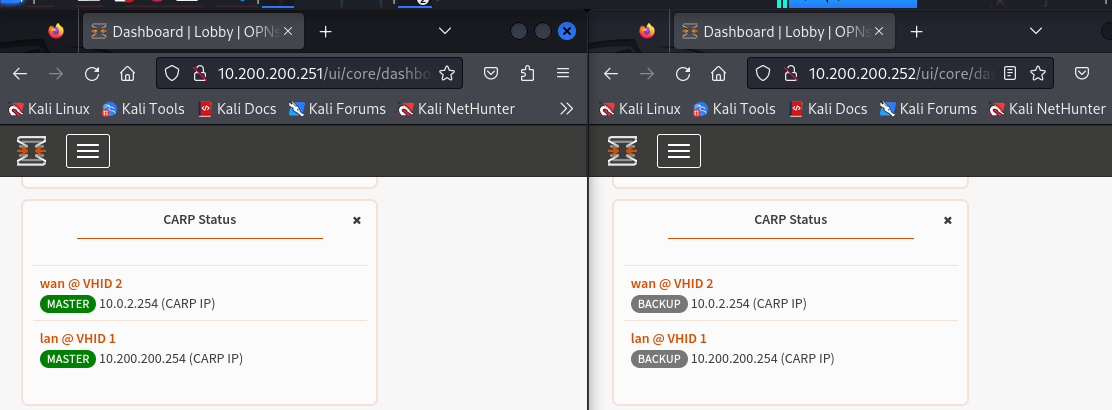 Dashboard | Lobby | OPNs
10.200.200.251/ui/core/dashbo
Kali Linux Kali Tools Kali Docs Kali Forums Kali NetHunter
CARP Status
wan @ VHID 2
MASTER 10.0.2.254 (CARP IP)
lan @ VHID 1
MASTER 10.200.200.254 (CARP IP)
Dashboard | Lobby | OPNs
10.200.200.252/ui/core/das
Kali Linux Kali Tools Kali Docs Kali Forums Kali NetHunter
CARP Status
wan @ VHID 2
BACKUP 10.0.2.254 (CARP IP)
lan @ VHID 1
BACKUP 10.200.200.254 (CARP IP)